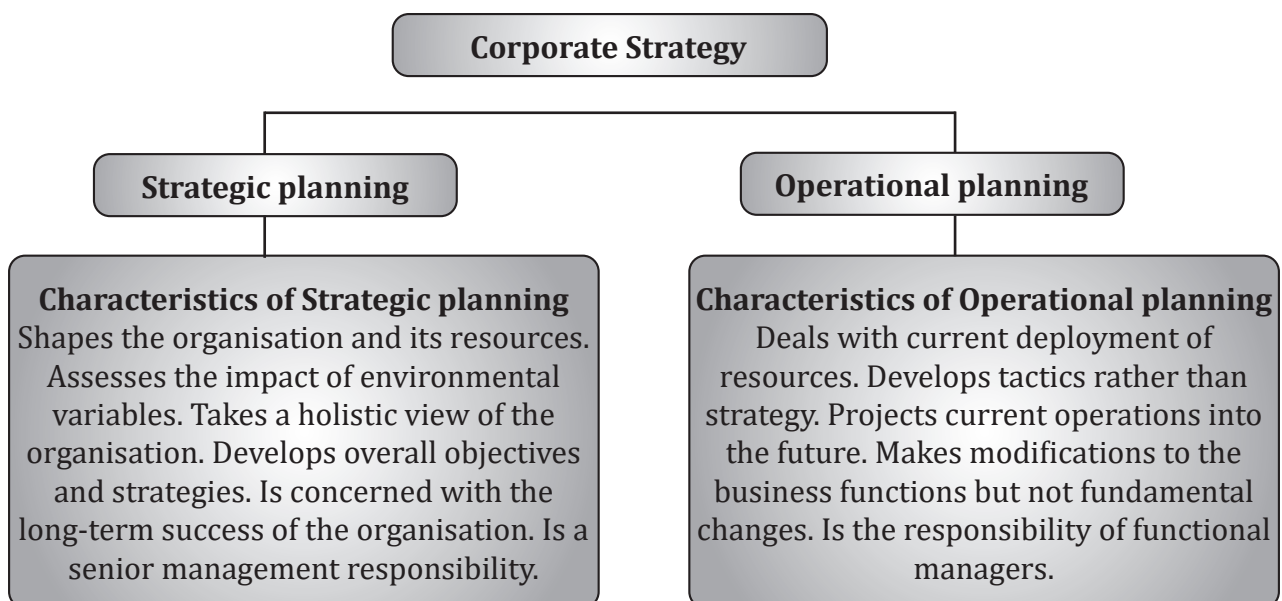 Corporate Strategy
Strategic planning
Operational planning
Characteristics of Strategic planning
Shapes the organisation and its resources.
Assesses the impact of environmental
variables. Takes a holistic view of the
organisation. Develops overall objectives
and strategies. Is concerned with the
long-term success of the organisation. Is a
senior management responsibility.
Characteristics of Operational planning
Deals with current deployment of
resources. Develops tactics rather than
strategy. Projects current operations into
the future. Makes modifications to the
business functions but not fundamental
changes. Is the responsibility of functional
managers.